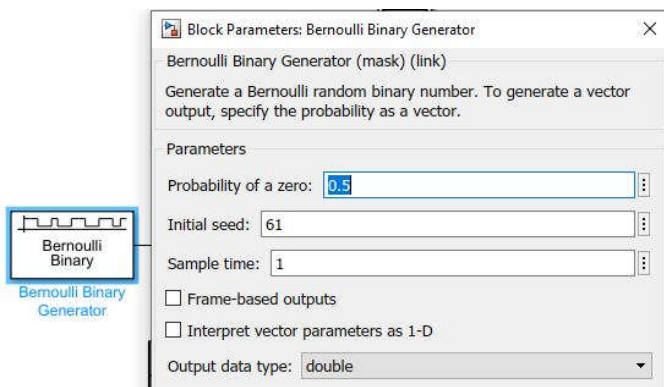 Block Parameters: Bernoulli Binary Generator
Bernoulli Binary Generator (mask) (link)
Generate a Bernoulli random binary number. To generate a vector
output, specify the probability as a vector.
Parameters
Probability of a zero: 0.5
Initial seed: 61
Sample time: 1
Frame-based outputs
Interpret vector parameters as 1-D
Output data type: double
Bernoulli
Binary
Bernoulli Binary
Generator